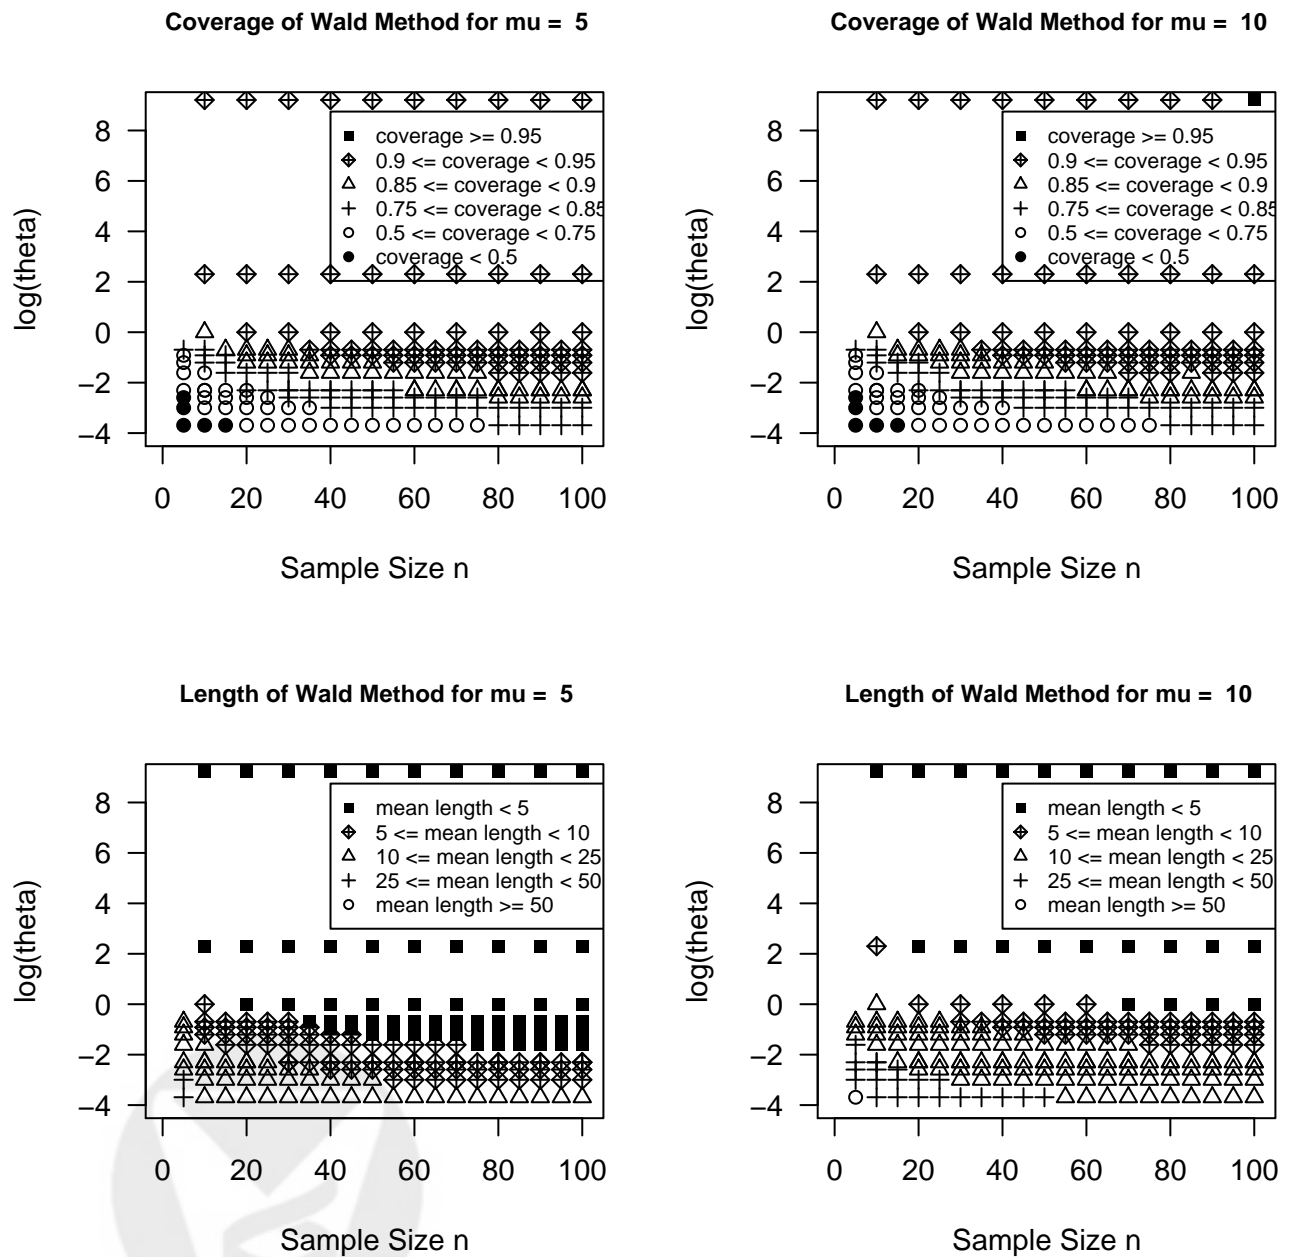 Coverage of Wald Method for mu = 5
log(theta)
8
6
4
2
0
−2
−4
coverage >= 0.95
0.9 <= coverage < 0.95
0.85 <= coverage < 0.9
0.75 <= coverage < 0.85
0.5 <= coverage < 0.75
coverage < 0.5
0 20 40 60 80 100
Sample Size n
Coverage of Wald Method for mu = 10
log(theta)
8
6
4
2
0
−2
−4
coverage >= 0.95
0.9 <= coverage < 0.95
0.85 <= coverage < 0.9
0.75 <= coverage < 0.85
0.5 <= coverage < 0.75
coverage < 0.5
0 20 40 60 80 100
Sample Size n
Length of Wald Method for mu = 5
log(theta)
8
6
4
2
0
−2
−4
mean length < 5
5 <= mean length < 10
10 <= mean length < 25
25 <= mean length < 50
mean length >= 50
0 20 40 60 80 100
Sample Size n
Length of Wald Method for mu = 10
log(theta)
8
6
4
2
0
−2
−4
mean length < 5
5 <= mean length < 10
10 <= mean length < 25
25 <= mean length < 50
mean length >= 50
0 20 40 60 80 100
Sample Size n